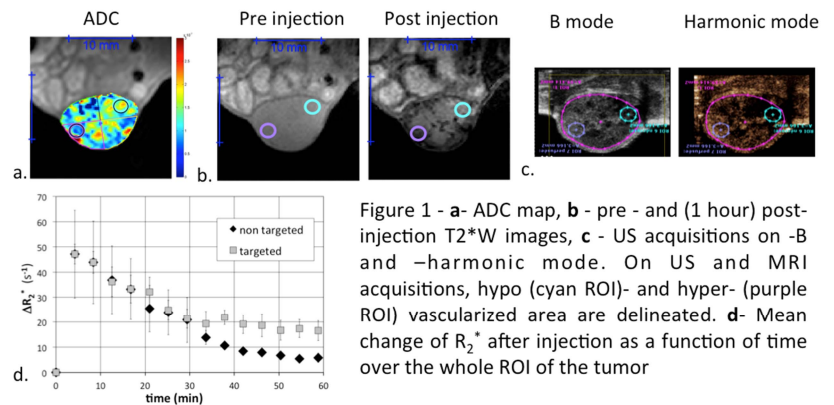 ADC
Pre injection
Post injection
B mode
Harmonic mode
10 mm
10 mm
10 mm
a.
b.
c.
70
60
50
40
30
20
10
0
ΔR₂* (s⁻¹)
non targeted
targeted
0
10
20
30
40
50
60
time (min)
d.
Figure 1 - a- ADC map, b - pre - and (1 hour) post-
injection T2*W images, c - US acquisitions on -B
and –harmonic mode. On US and MRI
acquisitions, hypo (cyan ROI)- and hyper- (purple
ROI) vascularized area are delineated. d- Mean
change of R₂* after injection as a function of time
over the whole ROI of the tumor